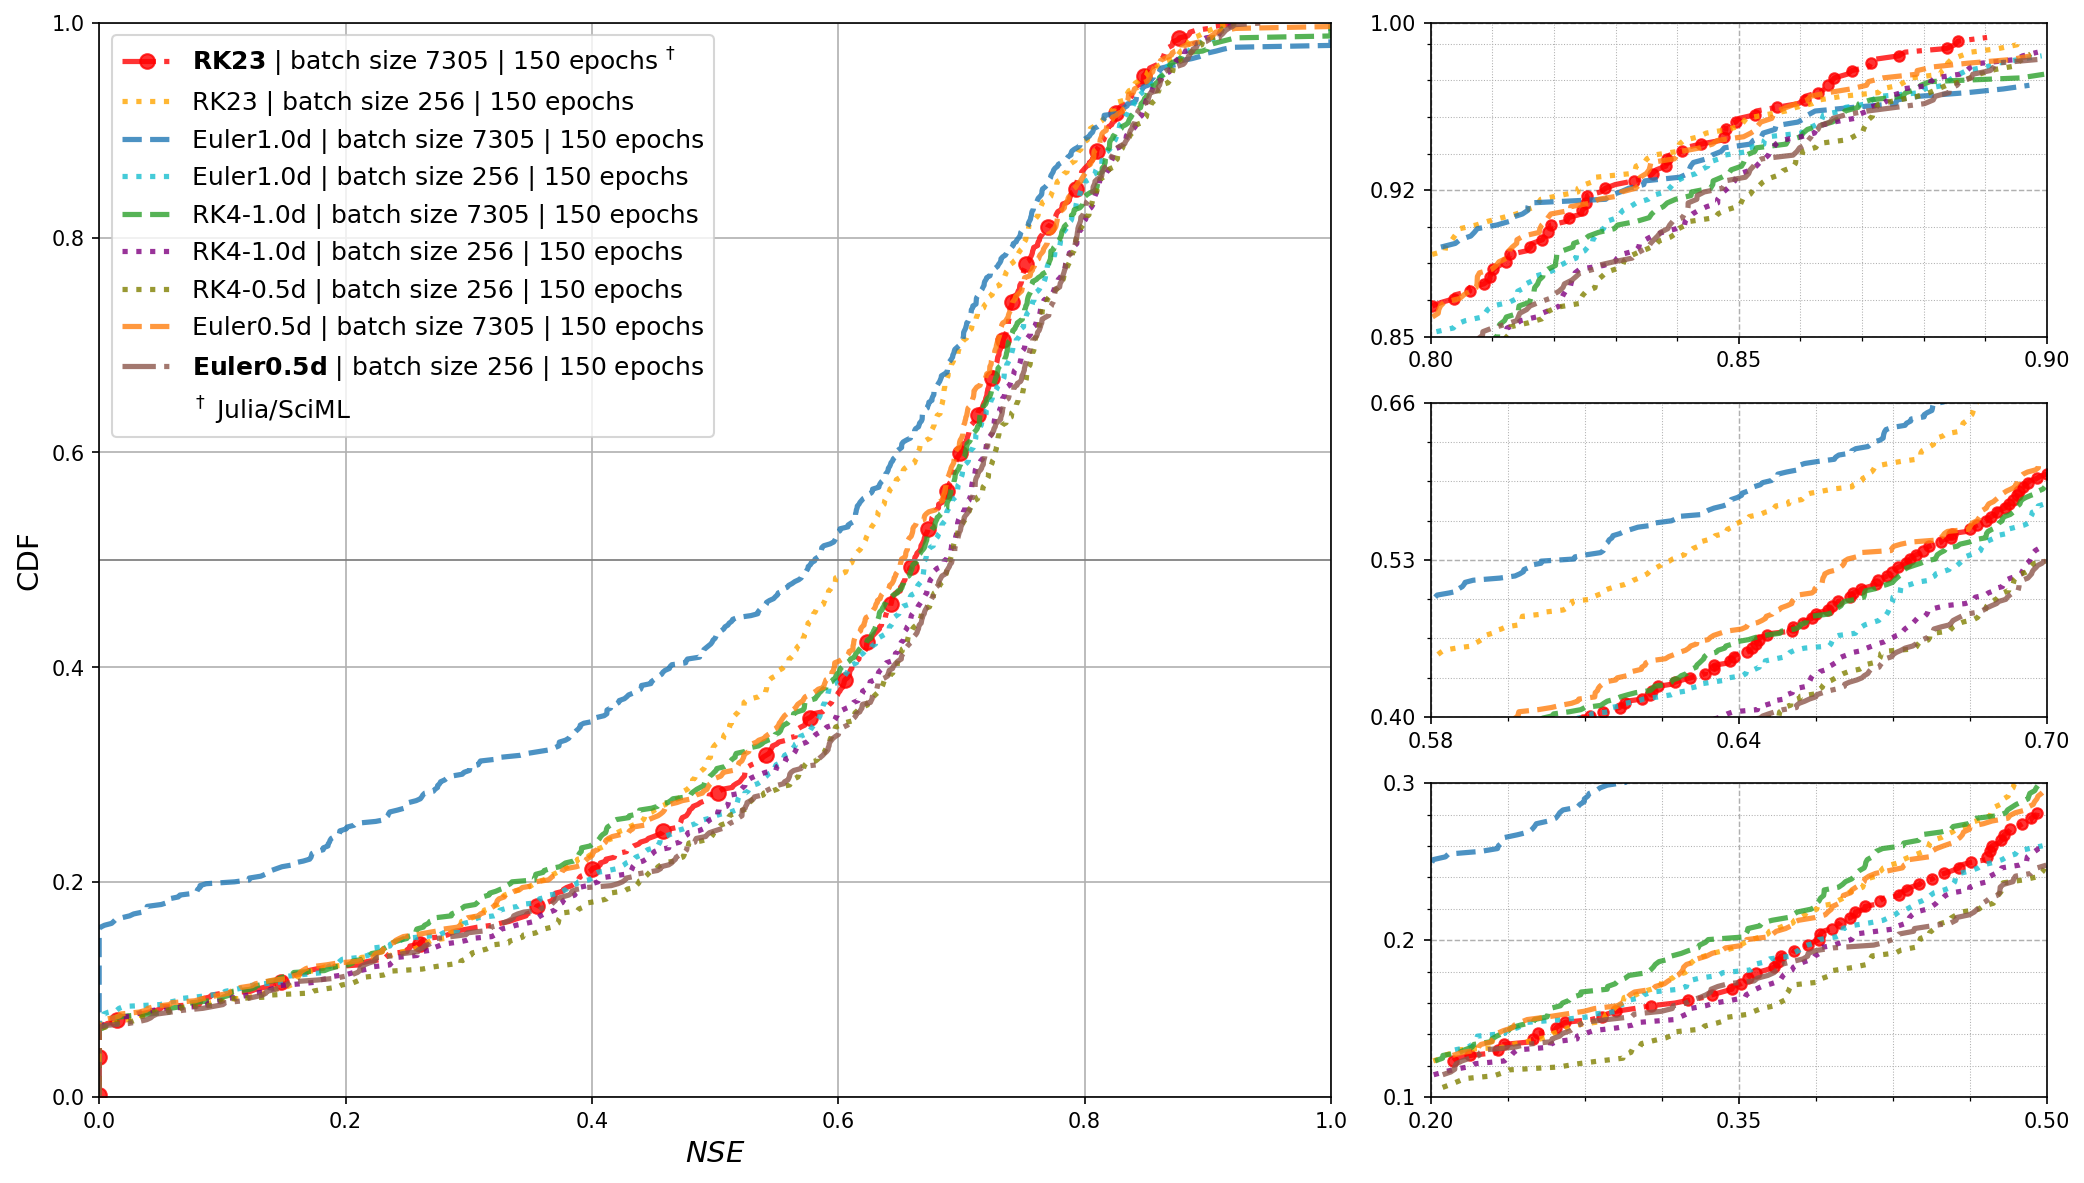 CDF
1.0
0.8
0.6
0.4
0.2
0.0
RK23 | batch size 7305 | 150 epochs †
RK23 | batch size 256 | 150 epochs
Euler1.0d | batch size 7305 | 150 epochs
Euler1.0d | batch size 256 | 150 epochs
RK4-1.0d | batch size 7305 | 150 epochs
RK4-1.0d | batch size 256 | 150 epochs
RK4-0.5d | batch size 256 | 150 epochs
Euler0.5d | batch size 7305 | 150 epochs
Euler0.5d | batch size 256 | 150 epochs
† Julia/SciML
0.0 0.2 0.4 0.6 0.8 1.0
NSE
1.00
0.92
0.85
0.80 0.85 0.90
0.66
0.53
0.40
0.58 0.64 0.70
0.3
0.2
0.1
0.20 0.35 0.50